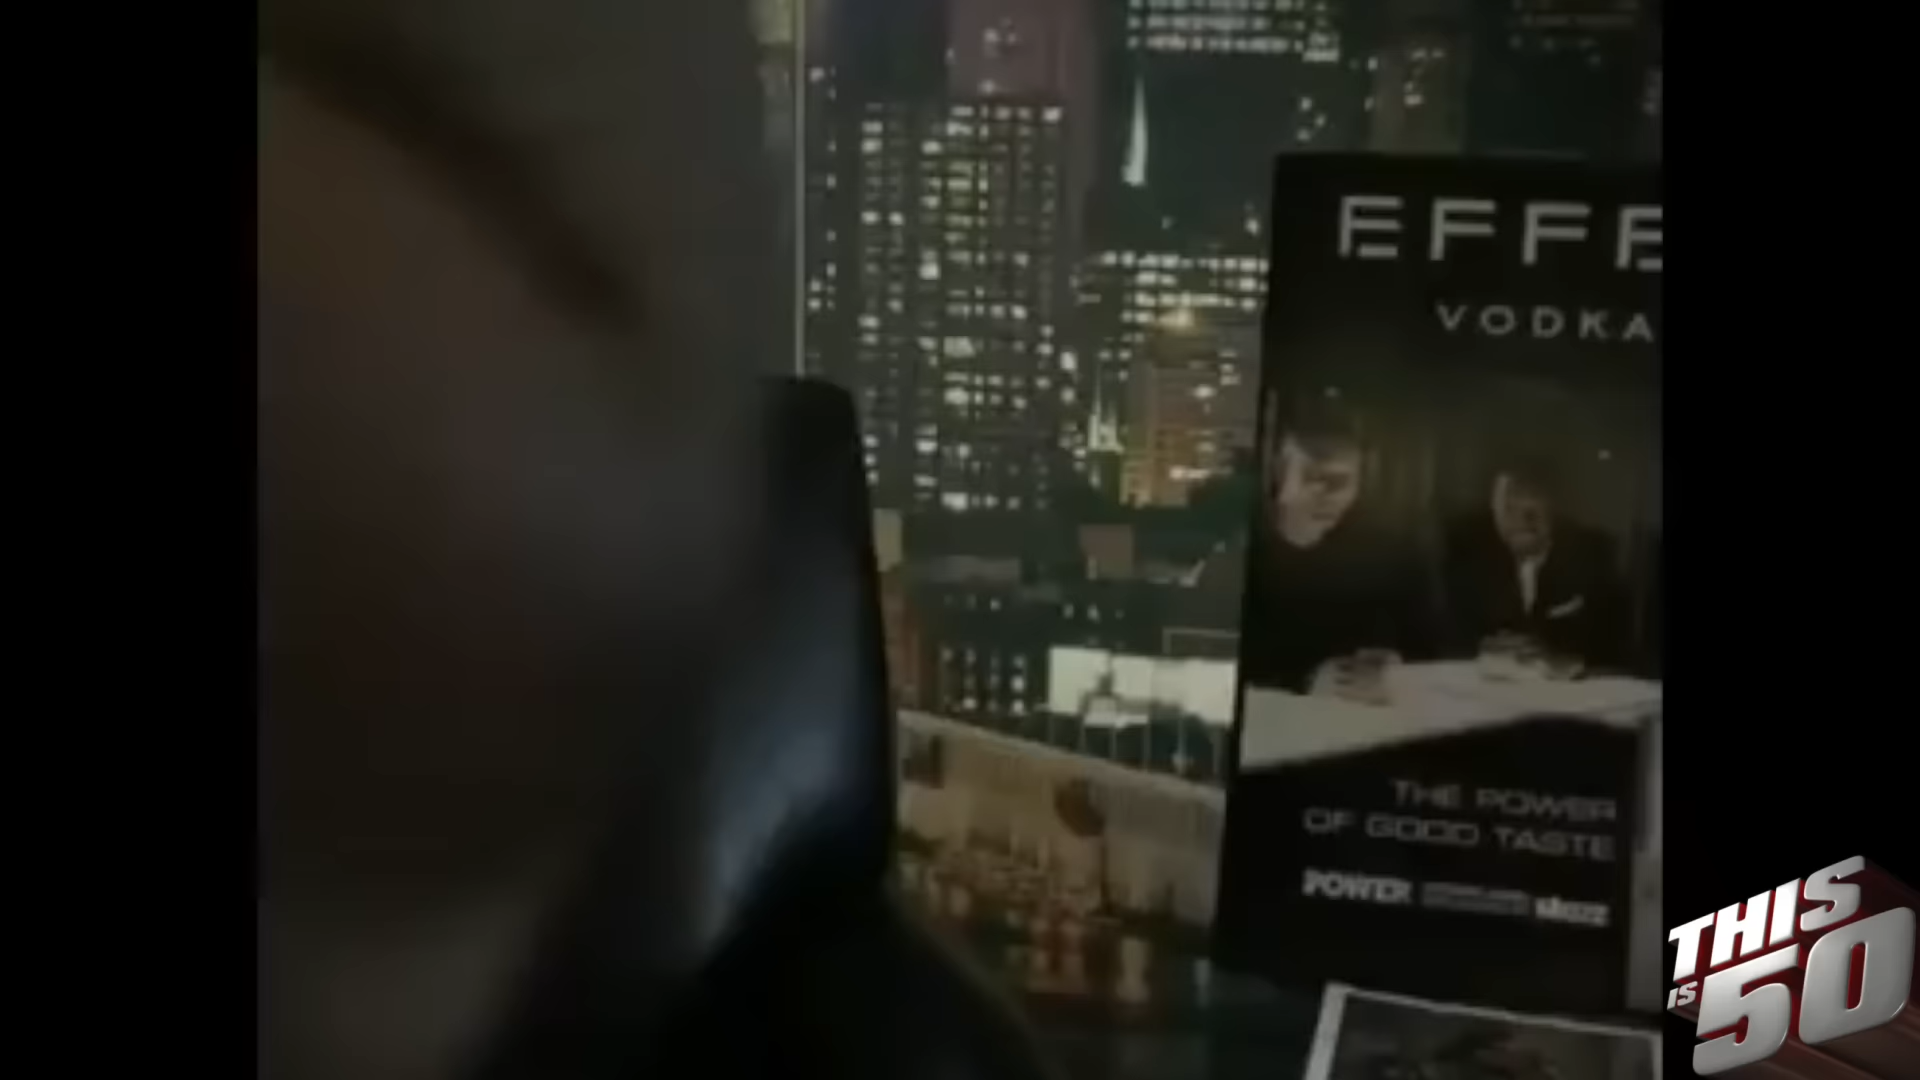 EFFE
VODKA
THE POWER
OF GOOD TASTE
POWER
THIS
IS
50